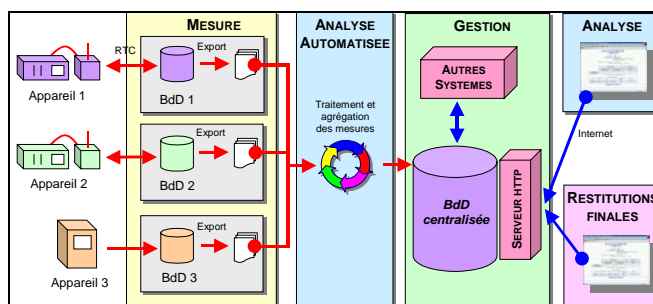 MESURE
ANALYSE
AUTOMATISEE
GESTION
ANALYSE
RTC
Export
Appareil 1
BdD 1
AUTRES
SYSTEMES
Traitement et
agrégation
des mesures
Internet
Export
Appareil 2
BdD 2
BdD
centralisée
SERVEUR HTTP
RESTITUTIONS
FINALES
Export
Appareil 3
BdD 3